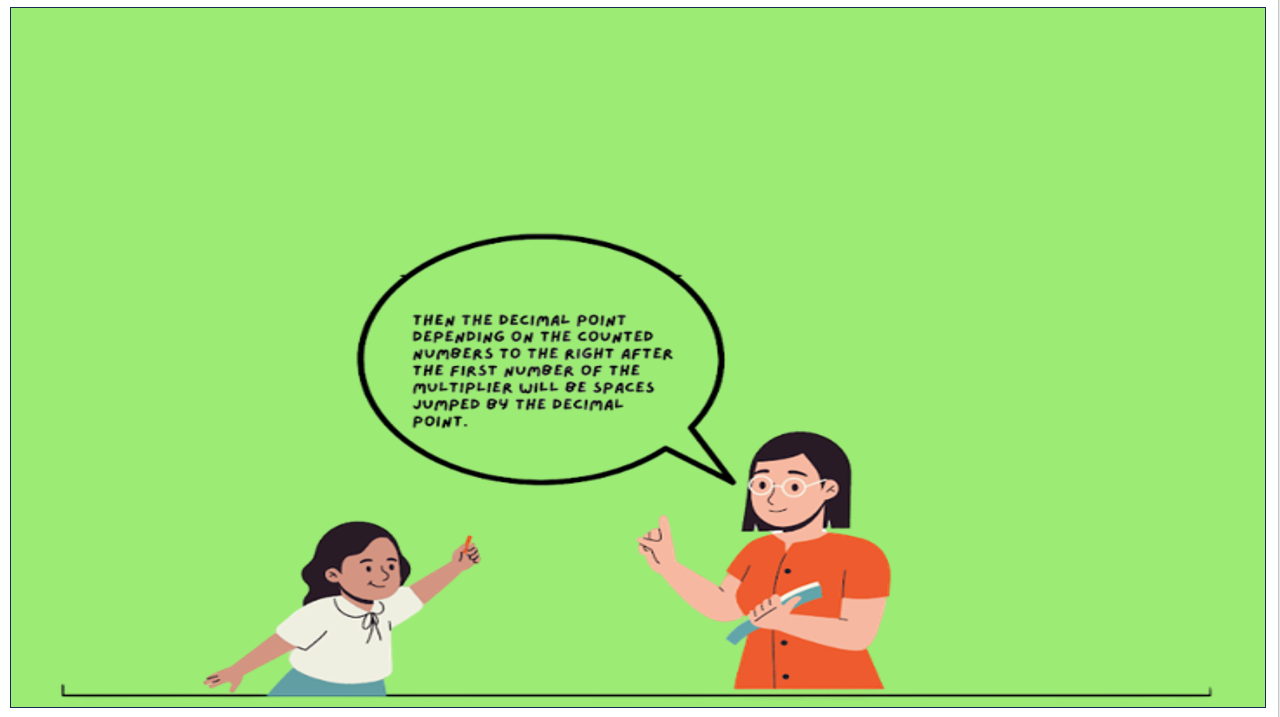 THEN THE DECIMAL POINT
DEPENDING ON THE COUNTED
NUMBERS TO THE RIGHT AFTER
THE FIRST NUMBER OF THE
MULTIPLIER WILL BE SPACES
JUMPED BY THE DECIMAL
POINT.